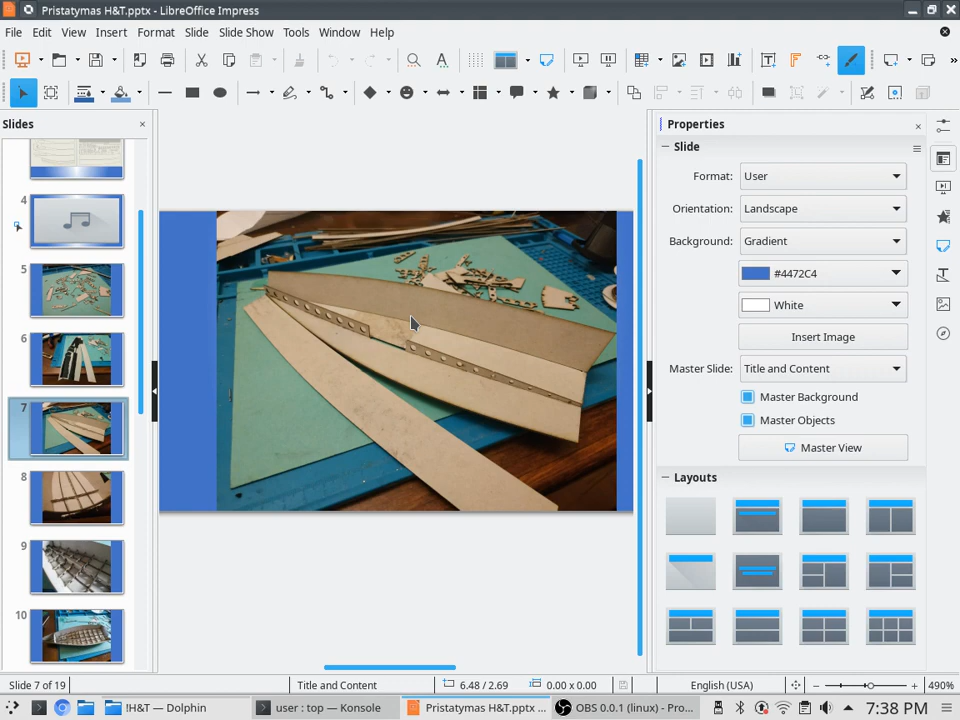 Pristatymas H&T.pptx - LibreOffice Impress
File Edit View Insert Format Slide Slide Show Tools Window Help
Slides
4
5
6
7
8
9
10
Properties
Slide
Format: User
Orientation: Landscape
Background: Gradient
#4472C4
White
Insert Image
Master Slide: Title and Content
Master Background
Master Objects
Master View
Layouts
Slide 7 of 19 Title and Content 6.48 / 2.69 0.00 x 0.00 English (USA) 490%
!H&T — Dolphin user : top — Konsole Pristatymas H&T.pptx ... OBS 0.0.1 (linux) - Pro... 7:38 PM